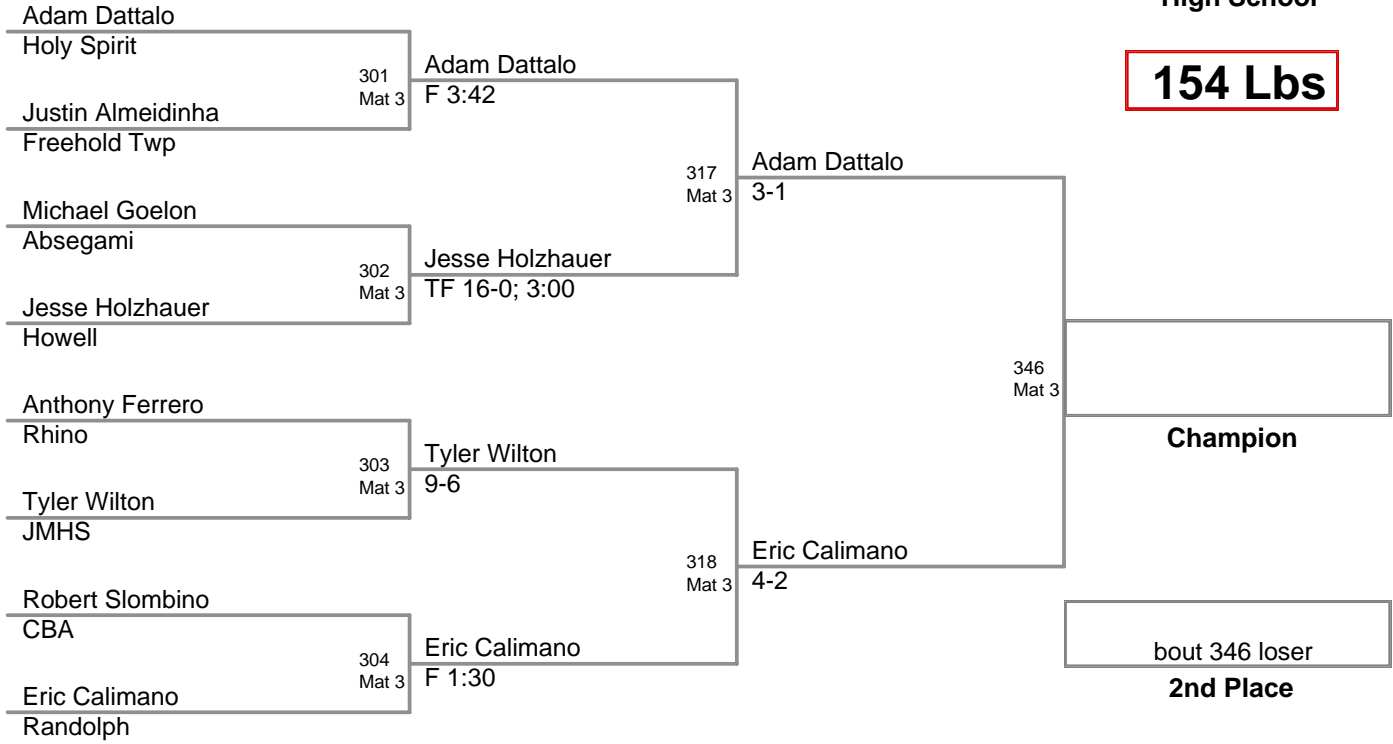 High School
154 Lbs
Adam Dattalo
Holy Spirit
301
Mat 3
Justin Almeidinha
Freehold Twp
Adam Dattalo
F 3:42
Michael Goelon
Absegami
302
Mat 3
Jesse Holzhauer
Howell
Jesse Holzhauer
TF 16-0; 3:00
317
Mat 3
Adam Dattalo
3-1
Anthony Ferrero
Rhino
303
Mat 3
Tyler Wilton
JMHS
Tyler Wilton
9-6
Robert Slombino
CBA
304
Mat 3
Eric Calimano
Randolph
Eric Calimano
F 1:30
318
Mat 3
Eric Calimano
4-2
346
Mat 3
Champion
bout 346 loser
2nd Place